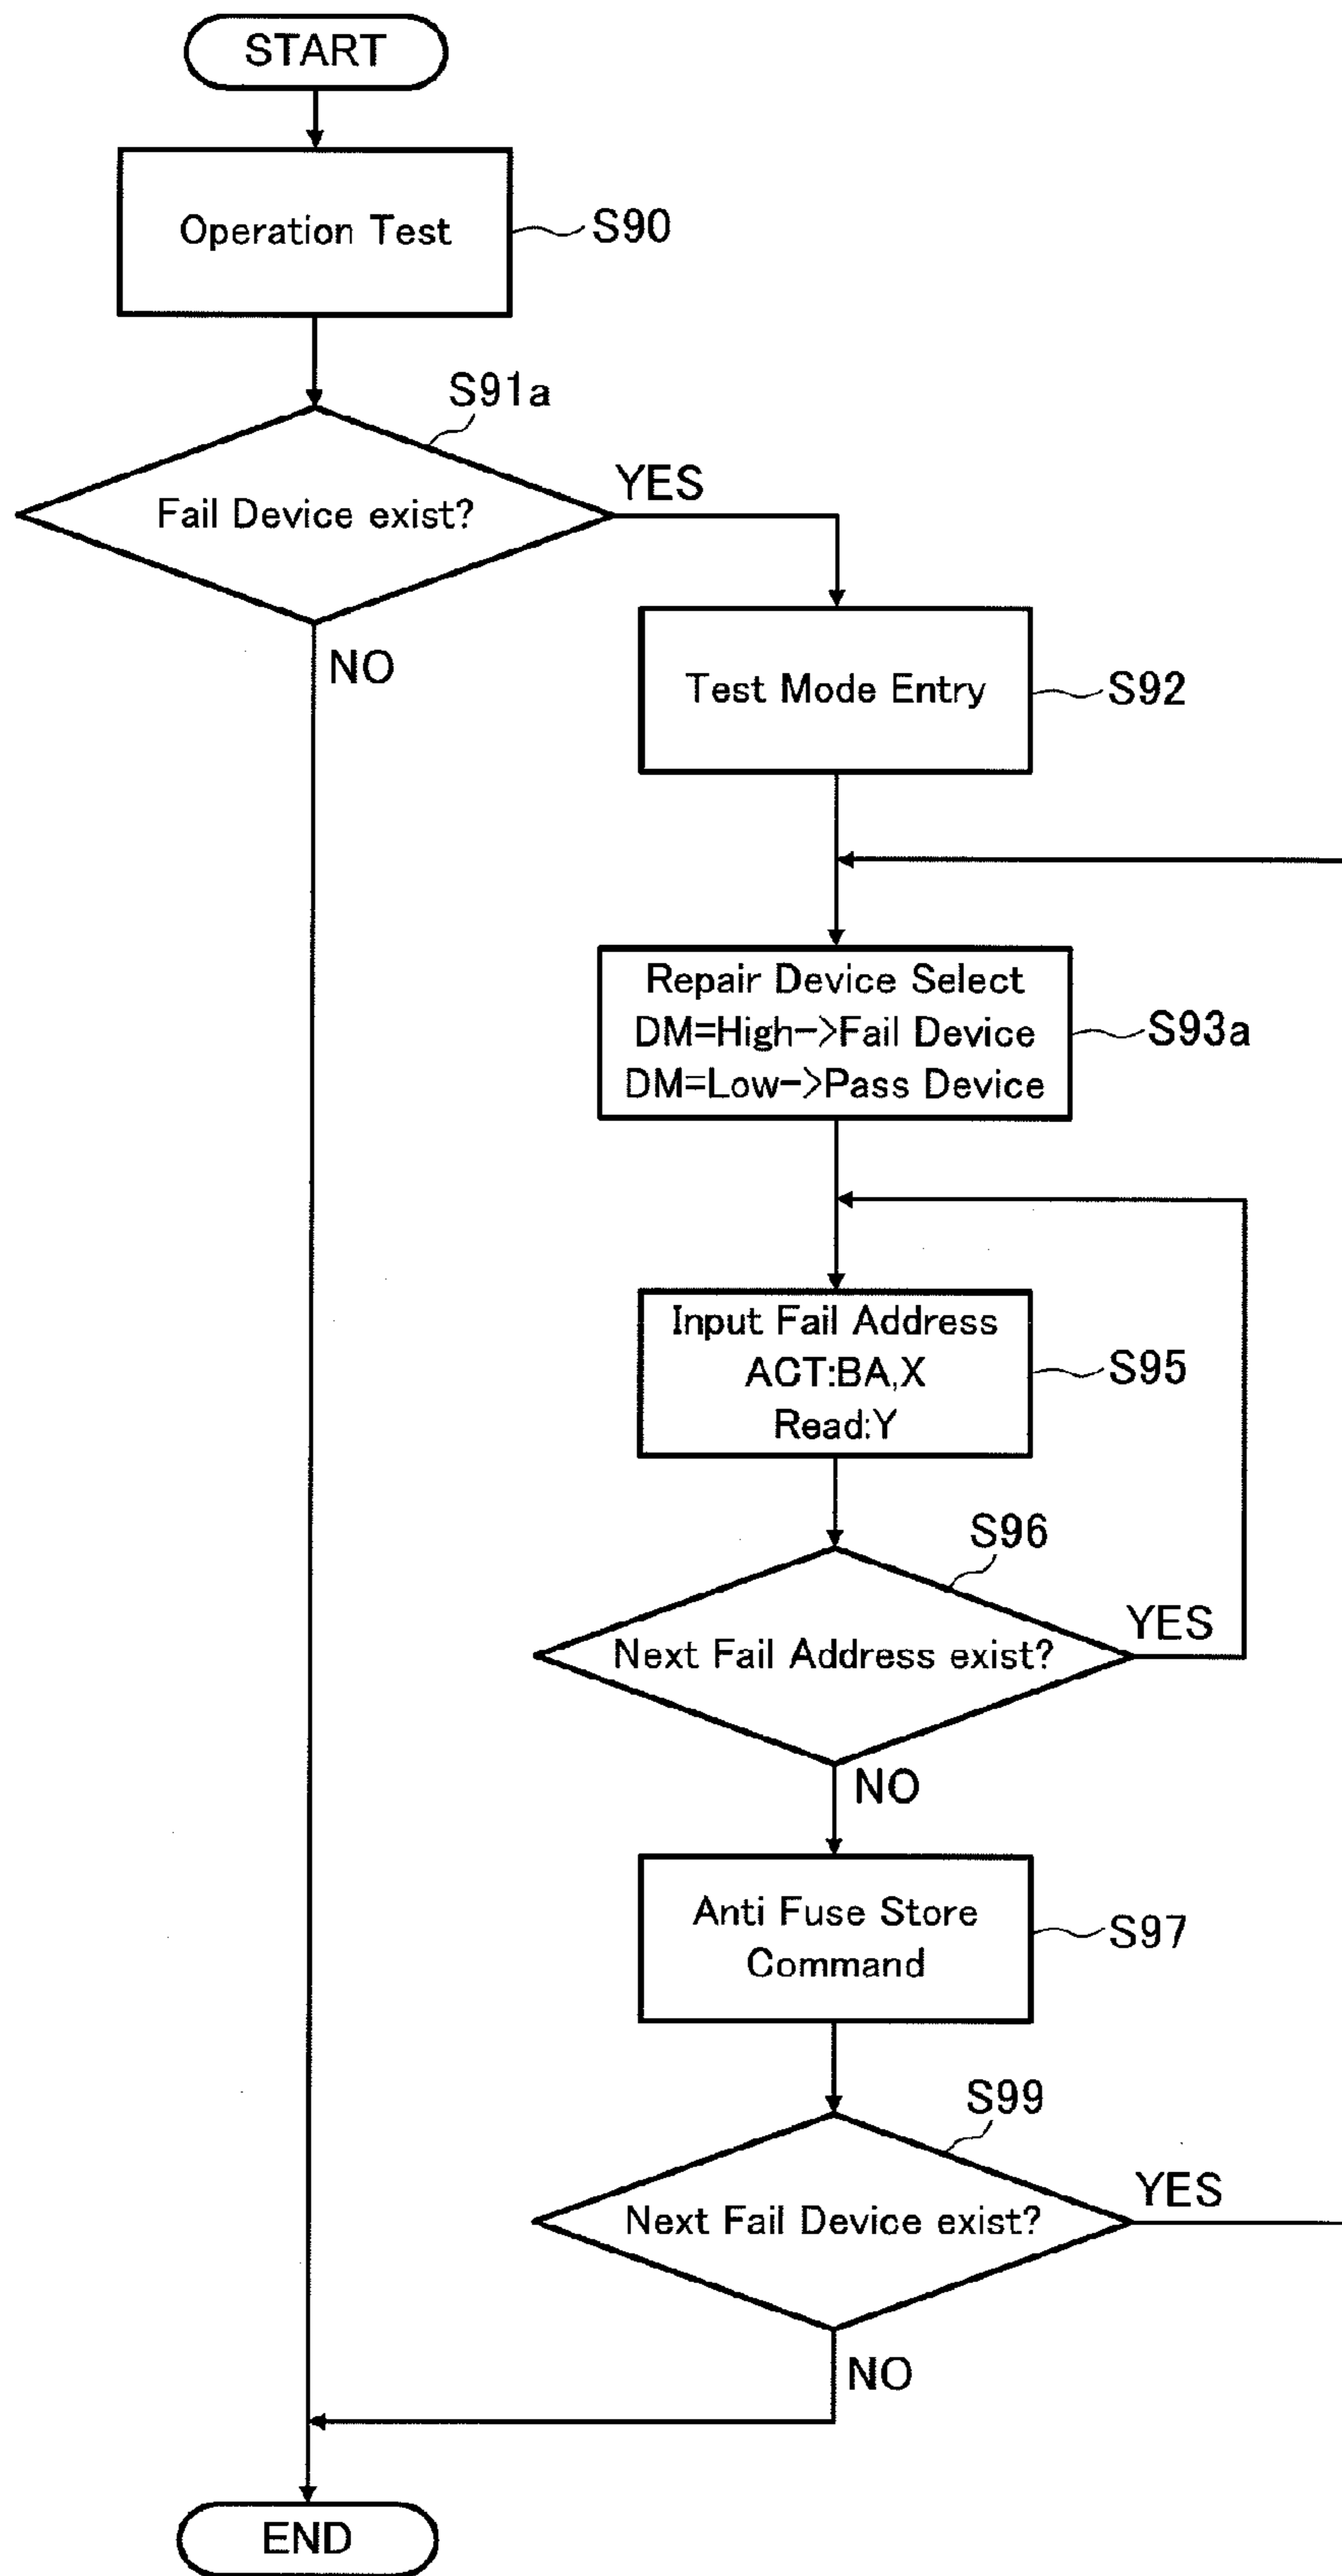 START
Operation Test
S90
S91a
Fail Device exist?
YES
NO
Test Mode Entry
S92
Repair Device Select
DM=High->Fail Device
DM=Low->Pass Device
S93a
Input Fail Address
ACT:BA,X
Read:Y
S95
S96
Next Fail Address exist?
YES
NO
Anti Fuse Store
Command
S97
S99
Next Fail Device exist?
YES
NO
END